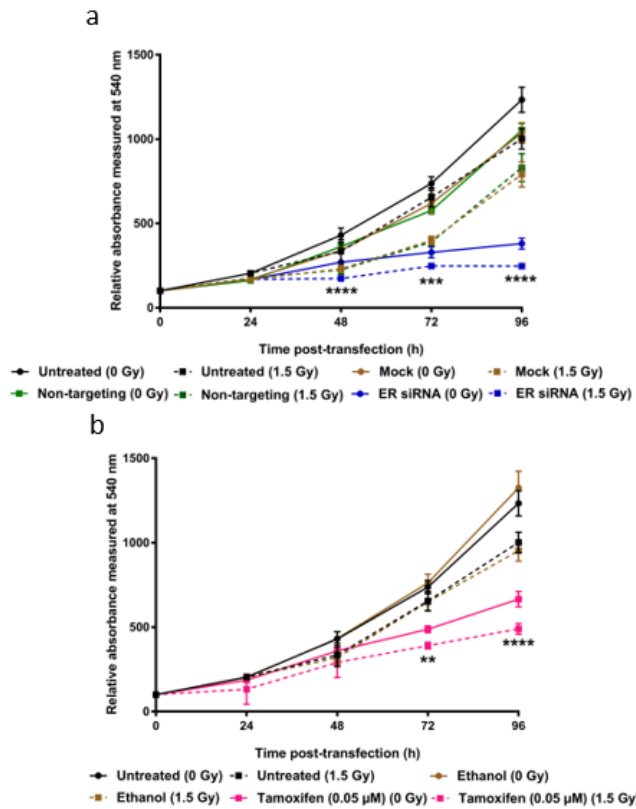 a
Relative absorbance measured at 540 nm
1500
1000
500
0
**** *** ****
0 24 48 72 96
Time post-transfection (h)
Untreated (0 Gy) Untreated (1.5 Gy) Mock (0 Gy) Mock (1.5 Gy)
Non-targeting (0 Gy) Non-targeting (1.5 Gy) ER siRNA (0 Gy) ER siRNA (1.5 Gy)
b
Relative absorbance measured at 540 nm
1500
1000
500
0
** ****
0 24 48 72 96
Time post-transfection (h)
Untreated (0 Gy) Untreated (1.5 Gy) Ethanol (0 Gy)
Ethanol (1.5 Gy) Tamoxifen (0.05 µM) (0 Gy) Tamoxifen (0.05 µM) (1.5 Gy)